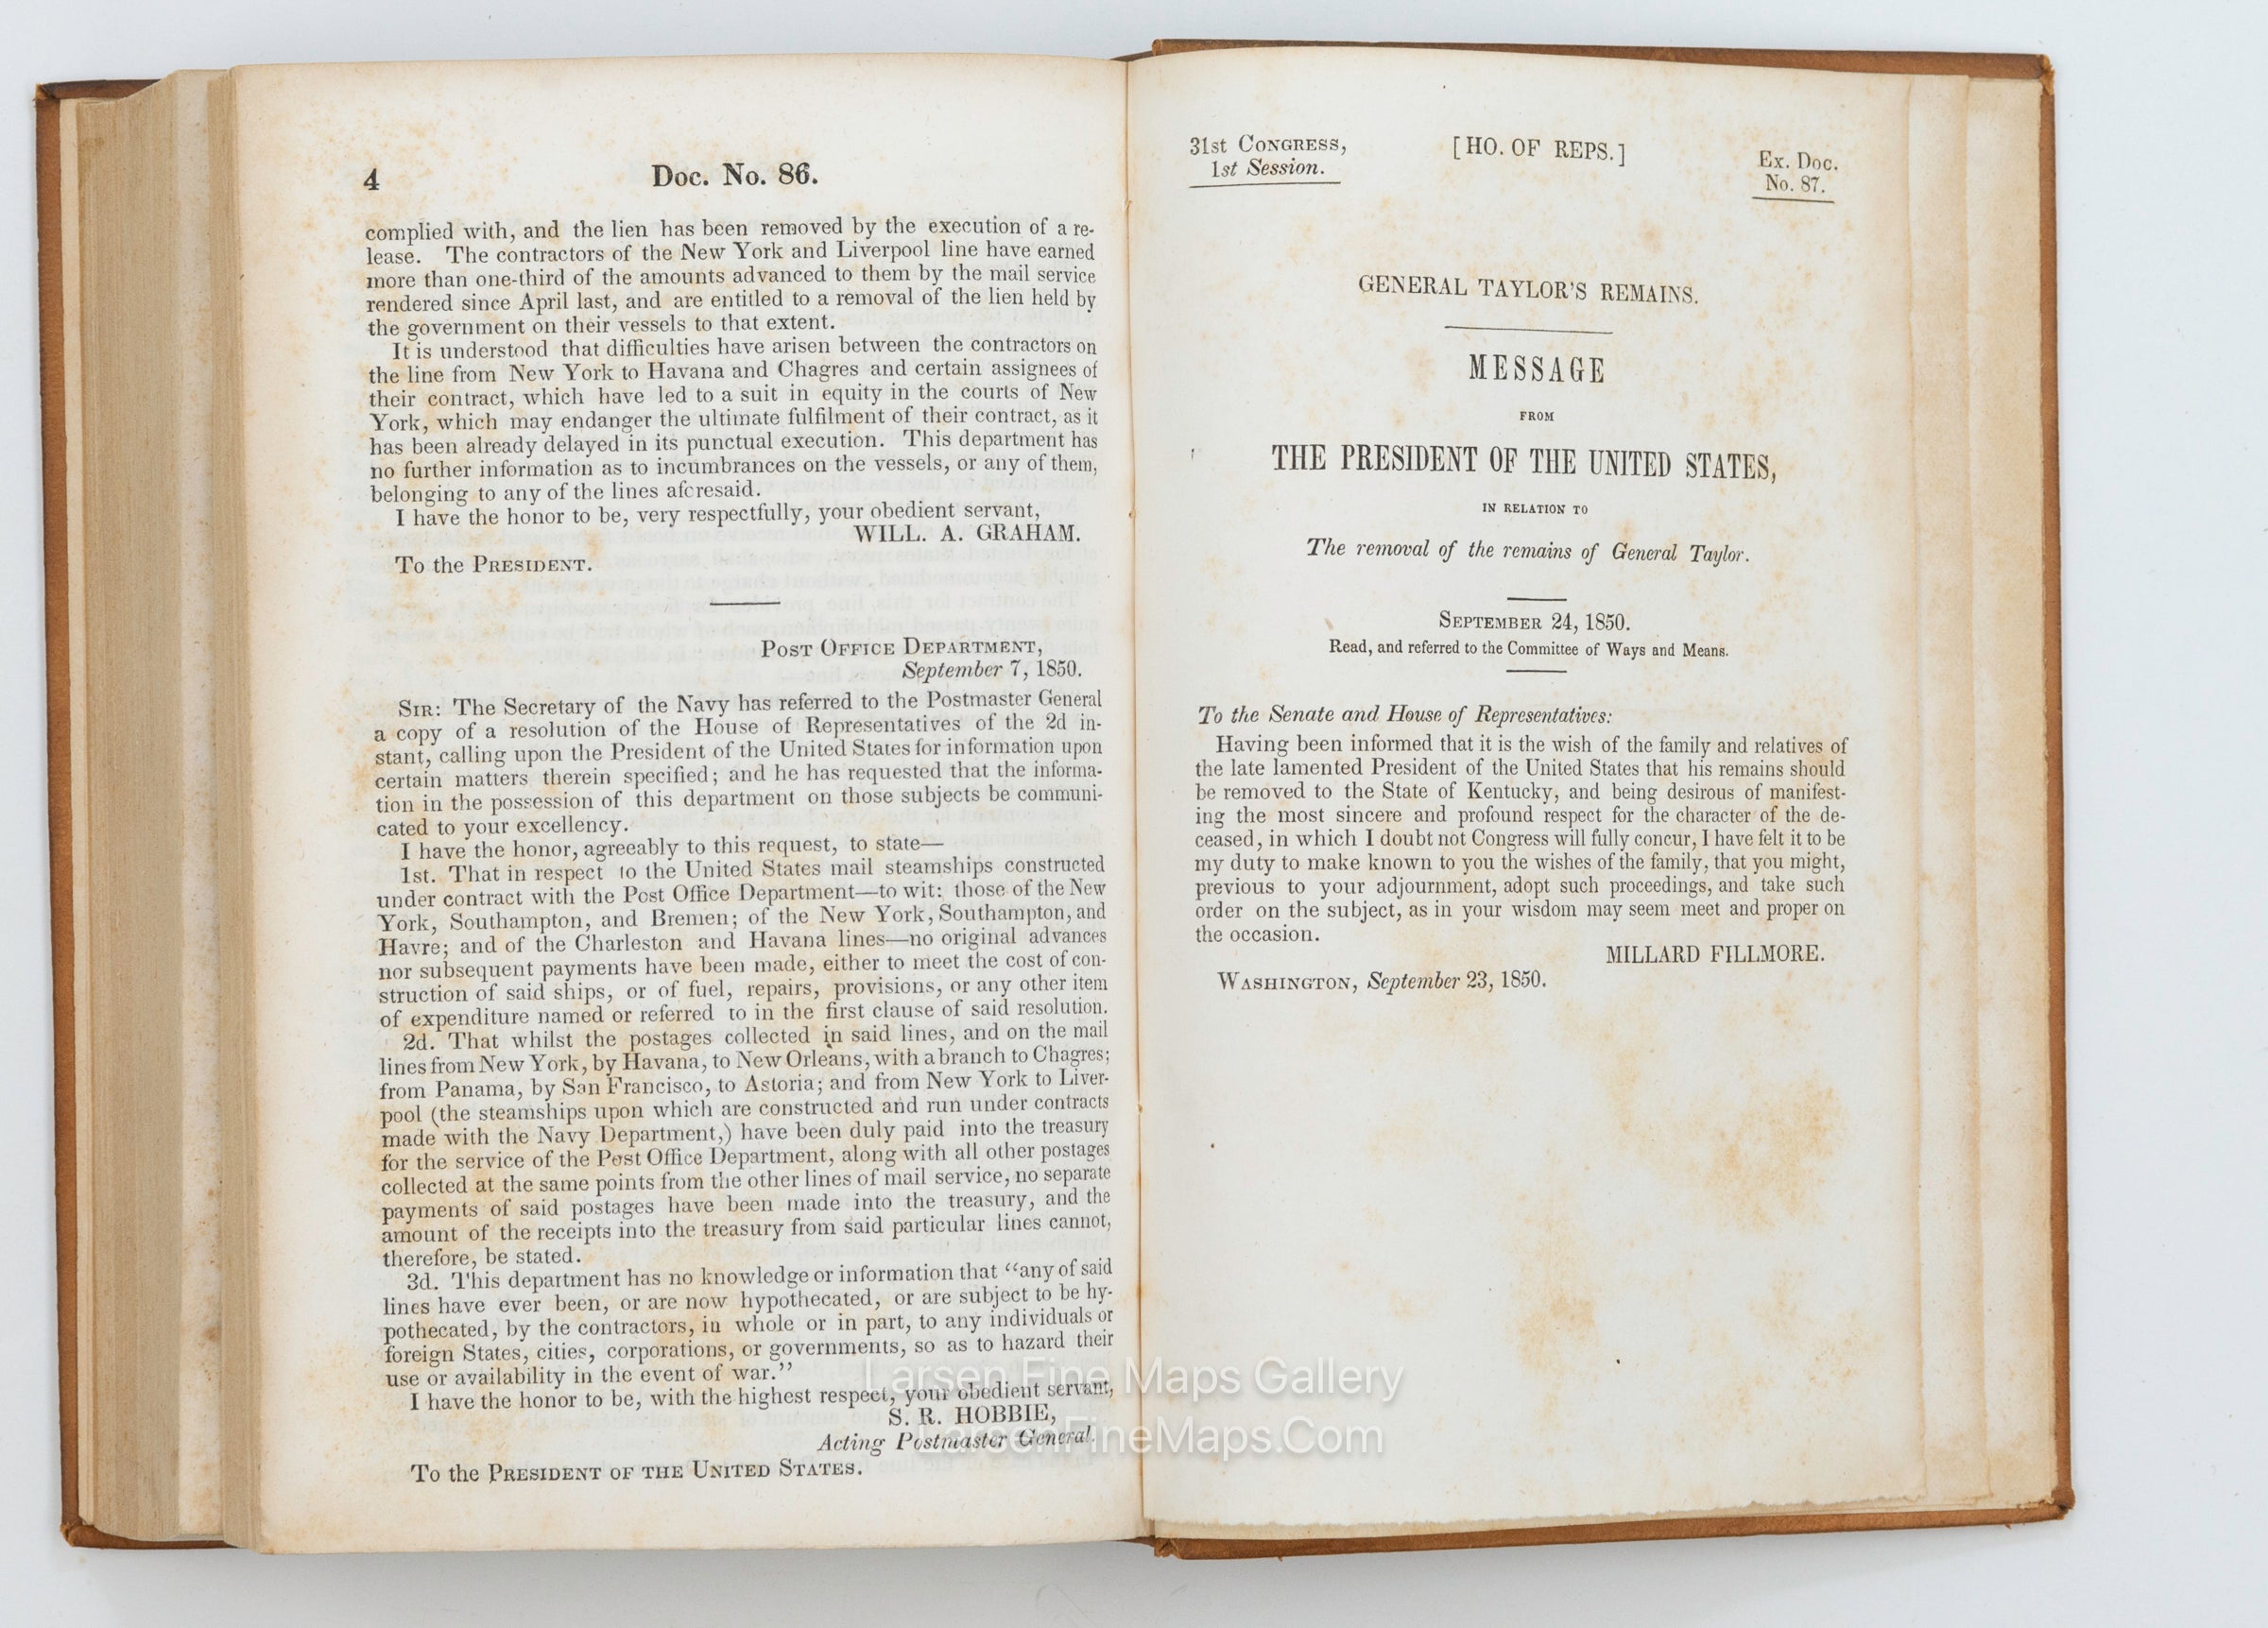 4 Doc. No. 86.
complied with, and the lien has been removed by the execution of a re-
lease. The contractors of the New York and Liverpool line have earned
more than one-third of the amounts advanced to them by the mail service
rendered since April last, and are entitled to a removal of the lien held by
the government on their vessels to that extent.
It is understood that difficulties have arisen between the contractors on
the line from New York to Havana and Chagres and certain assignees of
their contract, which have led to a suit in equity in the courts of New
York, which may endanger the ultimate fulfilment of their contract, as it
has been already delayed in its punctual execution. This department has
no further information as to incumbrances on the vessels, or any of them,
belonging to any of the lines aforesaid.
I have the honor to be, very respectfully, your obedient servant,
WILL. A. GRAHAM.
To the PRESIDENT.
POST OFFICE DEPARTMENT,
September 7, 1850.
SIR: The Secretary of the Navy has referred to the Postmaster General
a copy of a resolution of the House of Representatives of the 2d in-
stant, calling upon the President of the United States for information upon
certain matters therein specified; and he has requested that the informa-
tion in the possession of this department on those subjects be communi-
cated to your excellency.
I have the honor, agreeably to this request, to state—
1st. That in respect to the United States mail steamships constructed
under contract with the Post Office Department—to wit: those of the New
York, Southampton, and Bremen; of the New York, Southampton, and
Havre; and of the Charleston and Havana lines—no original advances
nor subsequent payments have been made, either to meet the cost of con-
struction of said ships, or of fuel, repairs, provisions, or any other item
of expenditure named or referred to in the first clause of said resolution.
2d. That whilst the postages collected in said lines, and on the mail
lines from New York, by Havana, to New Orleans, with a branch to Chagres;
from Panama, by San Francisco, to Astoria; and from New York to Liver-
pool (the steamships upon which are constructed and run under contracts
made with the Navy Department,) have been duly paid into the treasury
for the service of the Post Office Department, along with all other postages
collected at the same points from the other lines of mail service, no separate
payments of said postages have been made into the treasury, and the
amount of the receipts into the treasury from said particular lines cannot,
therefore, be stated.
3d. This department has no knowledge or information that “any of said
lines have ever been, or are now hypothecated, or are subject to be hy-
pothecated, by the contractors, in whole or in part, to any individuals or
foreign States, cities, corporations, or governments, so as to hazard their
use or availability in the event of war.”
I have the honor to be, with the highest respect, your obedient servant,
S. R. HOBBIE,
Acting Postmaster General.
To the PRESIDENT OF THE UNITED STATES.
31st CONGRESS, [HO. OF REPS.] Ex. Doc.
1st Session. No. 87.
GENERAL TAYLOR'S REMAINS.
MESSAGE
FROM
THE PRESIDENT OF THE UNITED STATES,
IN RELATION TO
The removal of the remains of General Taylor.
SEPTEMBER 24, 1850.
Read, and referred to the Committee of Ways and Means.
To the Senate and House of Representatives:
Having been informed that it is the wish of the family and relatives of
the late lamented President of the United States that his remains should
be removed to the State of Kentucky, and being desirous of manifest-
ing the most sincere and profound respect for the character of the de-
ceased, in which I doubt not Congress will fully concur, I have felt it to be
my duty to make known to you the wishes of the family, that you might,
previous to your adjournment, adopt such proceedings, and take such
order on the subject, as in your wisdom may seem meet and proper on
the occasion.
MILLARD FILLMORE.
WASHINGTON, September 23, 1850.
Larsen Fine Maps Gallery
LarsenFineMaps.Com